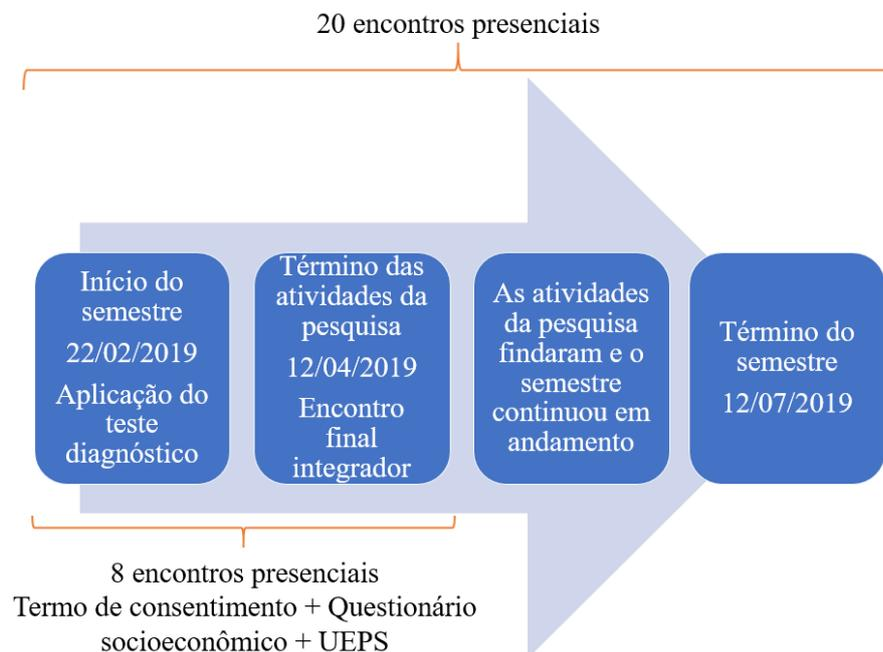 20 encontros presenciais
Início do
semestre
22/02/2019
Aplicação do
teste
diagnóstico
Término das
atividades da
pesquisa
12/04/2019
Encontro
final
integrador
As atividades
da pesquisa
findaram e o
semestre
continuou em
andamento
Término do
semestre
12/07/2019
8 encontros presenciais
Termo de consentimento + Questionário
socioeconômico + UEPS